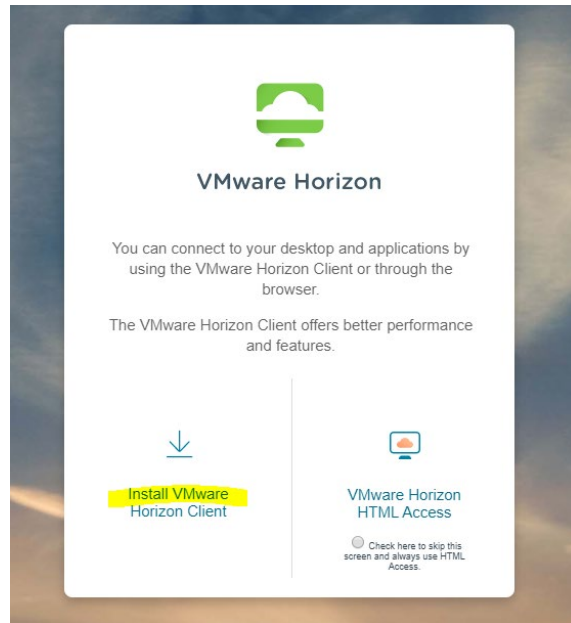 VMware Horizon
You can connect to your desktop and applications by
using the VMware Horizon Client or through the
browser.
The VMware Horizon Client offers better performance
and features.
Install VMware
Horizon Client
VMware Horizon
HTML Access
Check here to skip this
screen and always use HTML
Access.